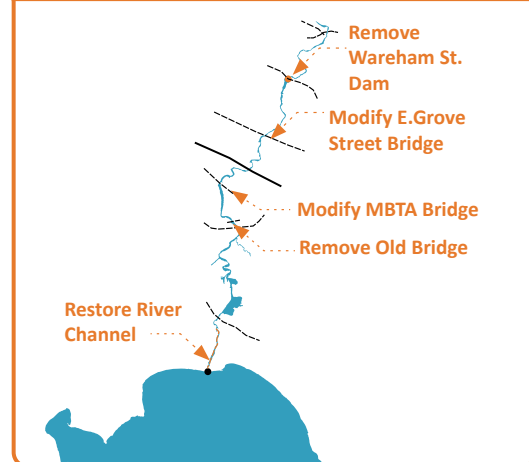 Remove
Wareham St.
Dam
Modify E.Grove
Street Bridge
Modify MBTA Bridge
Remove Old Bridge
Restore River
Channel